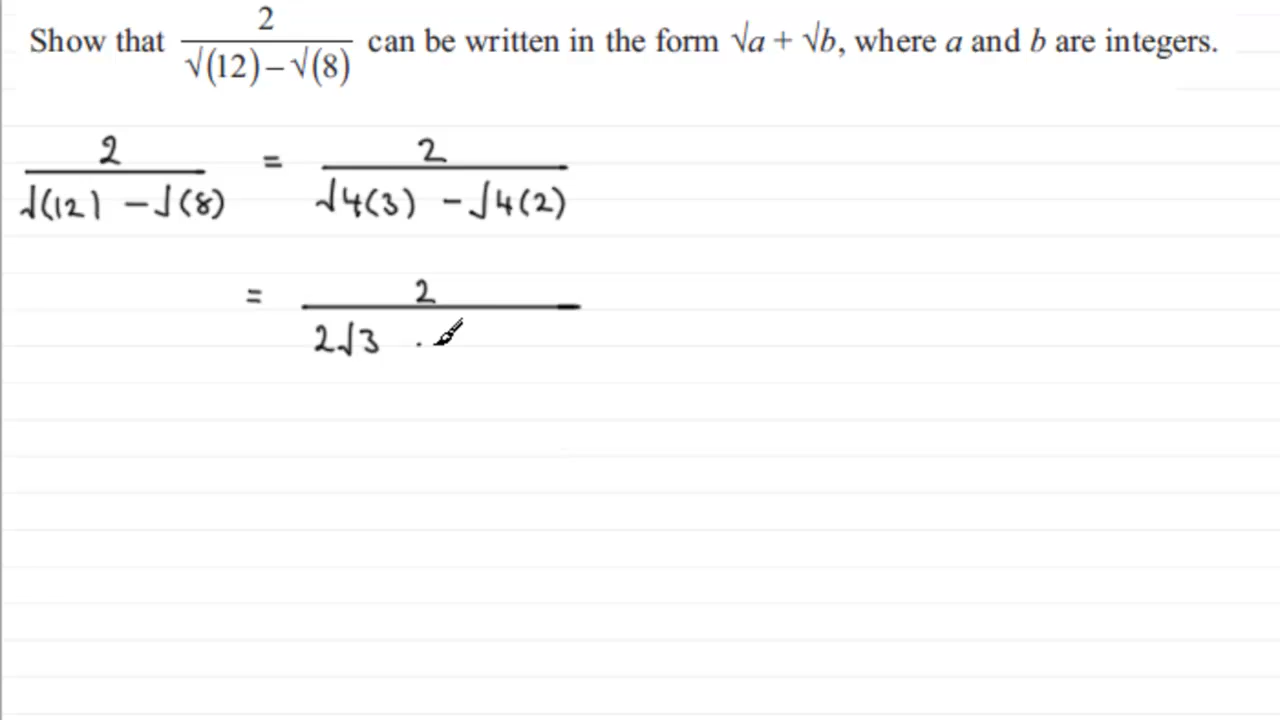 Show that 2/(√(12) – √(8)) can be written in the form √a + √b, where a and b are integers.
2/(√(12) – √(8)) = 2/(√4(3) – √4(2))
= 2/(2√3 .